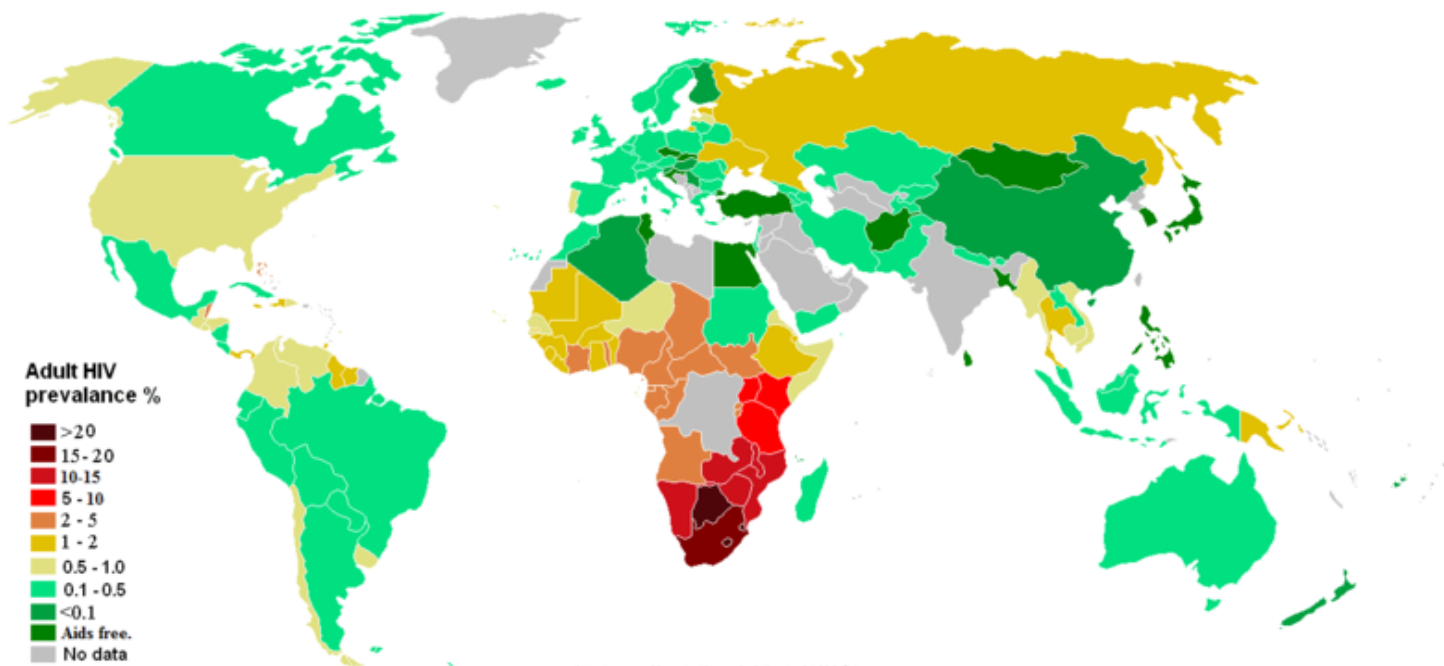 Adult HIV
prevalance %
>20
15-20
10-15
5 - 10
2 - 5
1 - 2
0.5 - 1.0
0.1 - 0.5
<0.1
Aids free.
No data